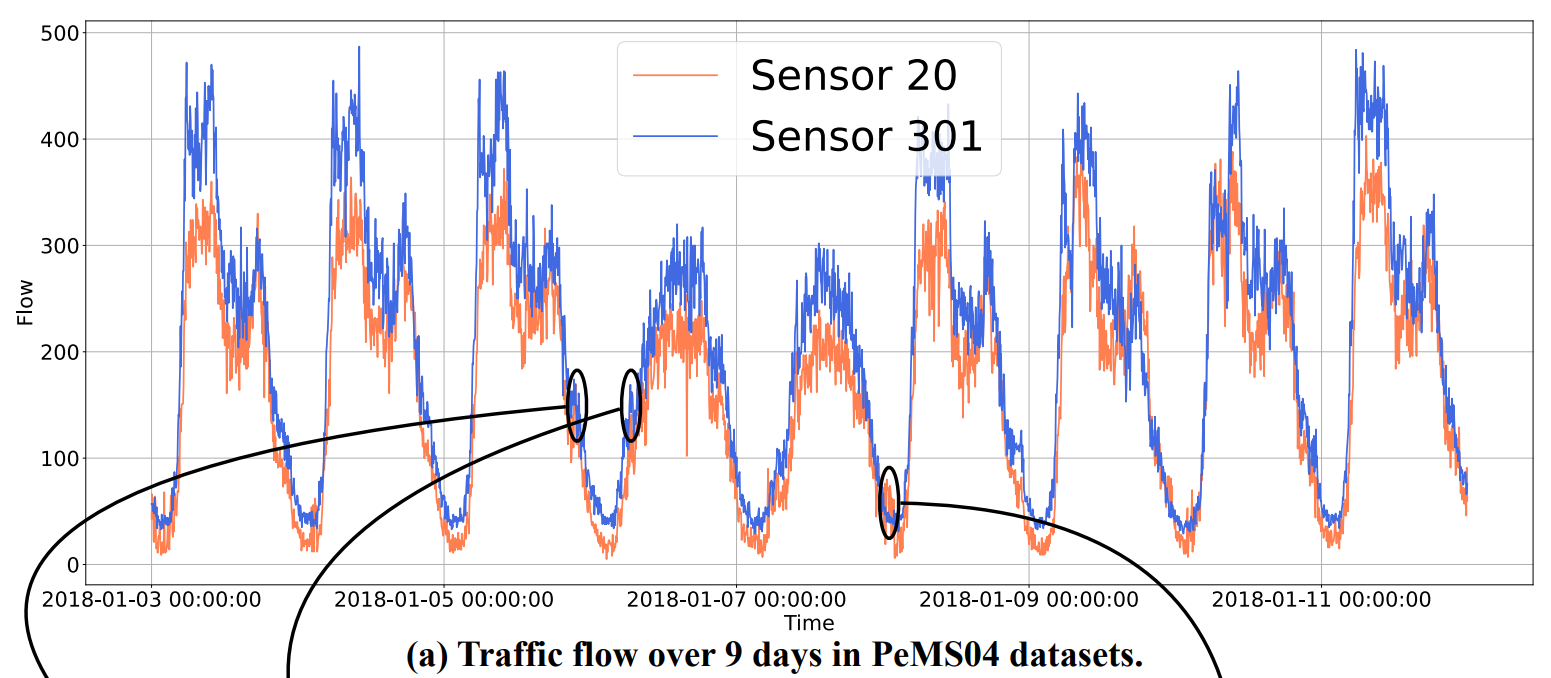 500
Sensor 20
Sensor 301
400
300
Flow
200
100
0
2018-01-03 00:00:00 2018-01-05 00:00:00 2018-01-07 00:00:00 2018-01-09 00:00:00 2018-01-11 00:00:00
Time
(a) Traffic flow over 9 days in PeMS04 datasets.